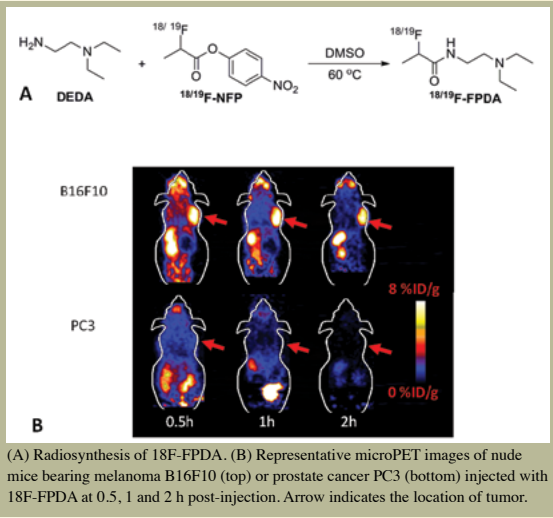 18/ 19F
18/19F
H2N
N
O
O
NO2
+
DMSO
60 °C
H
N
N
O
A
DEDA
18/19F-NFP
18/19F-FPDA
B16F10
8 %ID/g
PC3
0 %ID/g
B
0.5h
1h
2h
(A) Radiosynthesis of 18F-FPDA. (B) Representative microPET images of nude
mice bearing melanoma B16F10 (top) or prostate cancer PC3 (bottom) injected with
18F-FPDA at 0.5, 1 and 2 h post-injection. Arrow indicates the location of tumor.